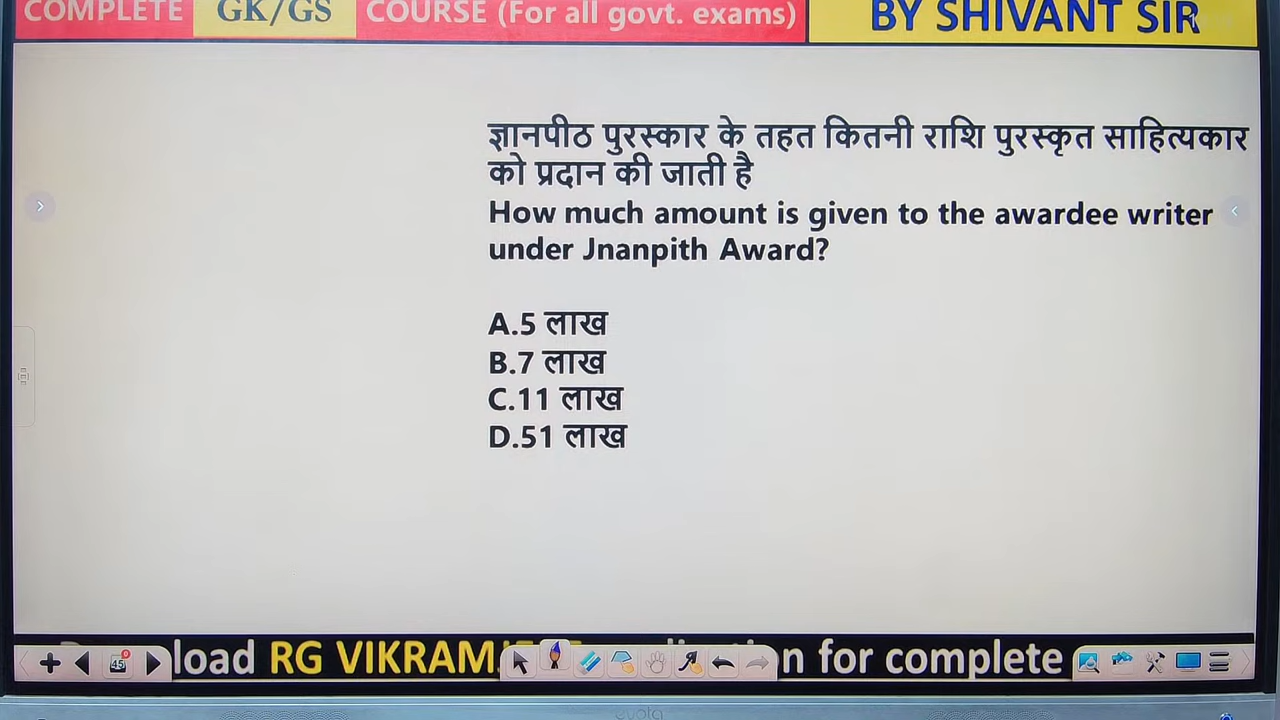 COMPLETE GK/GS COURSE (For all govt. exams) BY SHIVANT SIR
ज्ञानपीठ पुरस्कार के तहत कितनी राशि पुरस्कृत साहित्यकार
को प्रदान की जाती है
How much amount is given to the awardee writer
under Jnanpith Award?
A.5 लाख
B.7 लाख
C.11 लाख
D.51 लाख
load RG VIKRAM n for complete
45